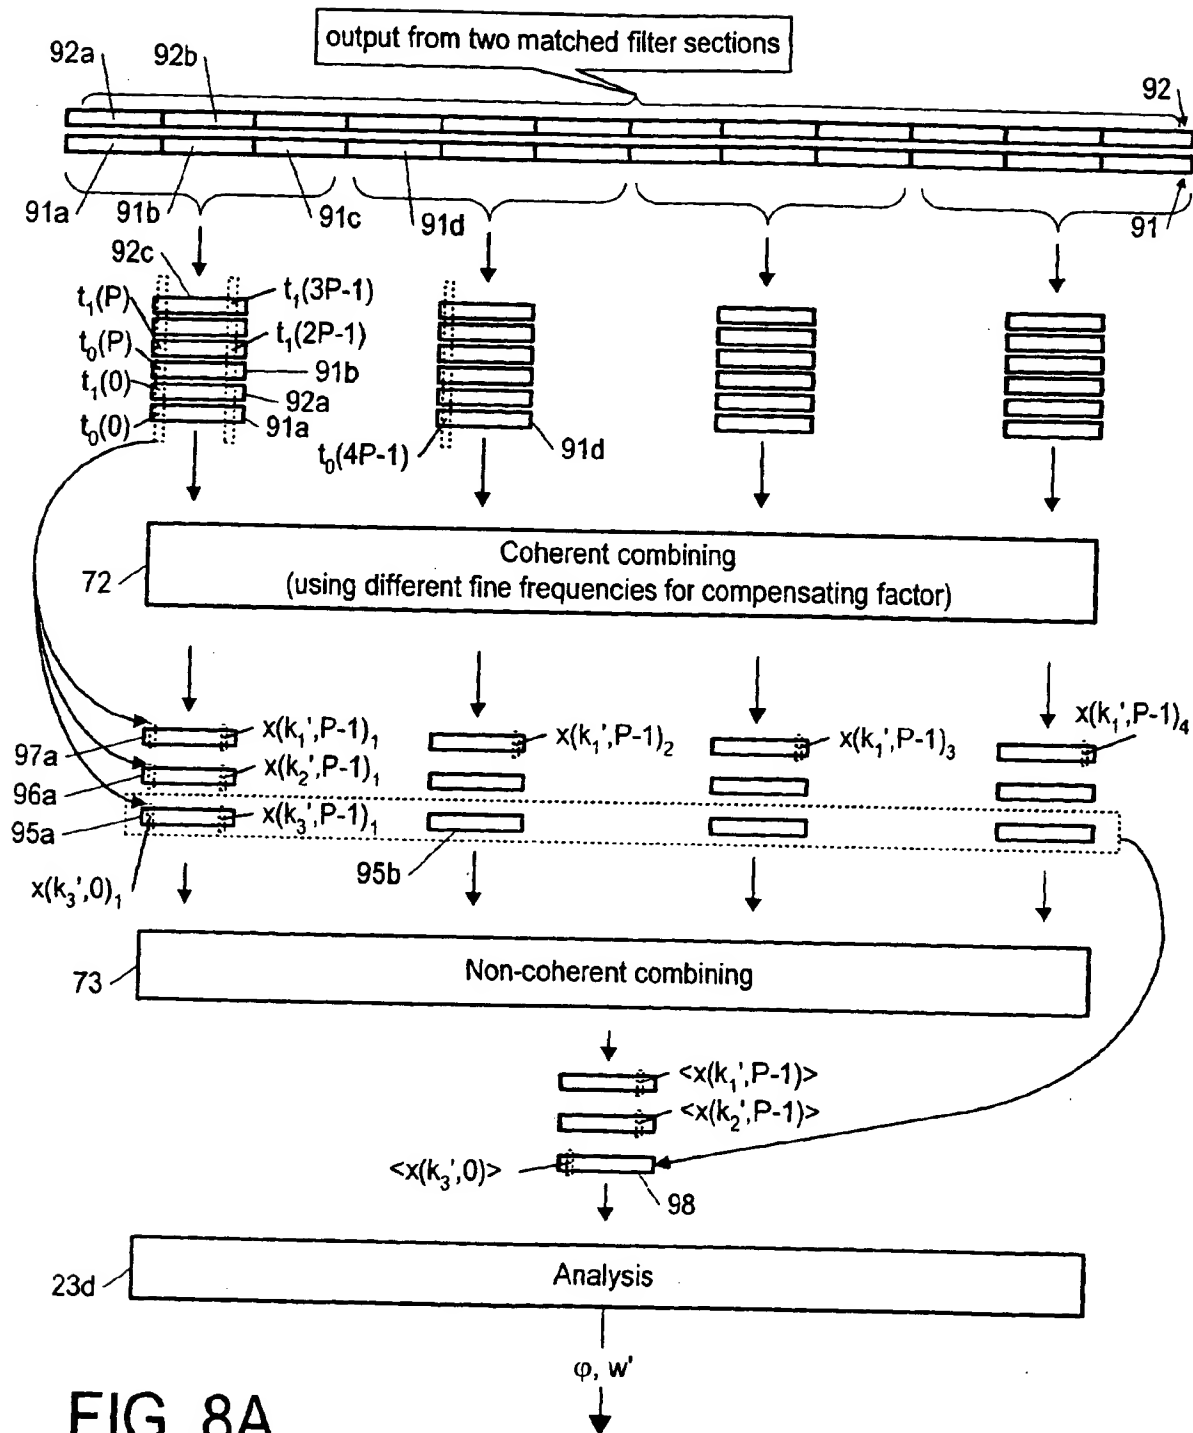 output from two matched filter sections
92a
92b
92
91a
91b
91c
91d
91
92c
t₁(P)
t₁(3P-1)
t₀(P)
t₁(2P-1)
t₁(0)
91b
92a
t₀(0)
91a
t₀(4P-1)
91d
72
Coherent combining
(using different fine frequencies for compensating factor)
97a
x(k₁',P-1)₁
x(k₁',P-1)₂
x(k₁',P-1)₃
x(k₁',P-1)₄
96a
x(k₂',P-1)₁
95a
x(k₃',P-1)₁
x(k₃',0)₁
95b
73
Non-coherent combining
<x(k₁',P-1)>
<x(k₂',P-1)>
<x(k₃',0)>
98
23d
Analysis
φ, w'
FIG. 8A